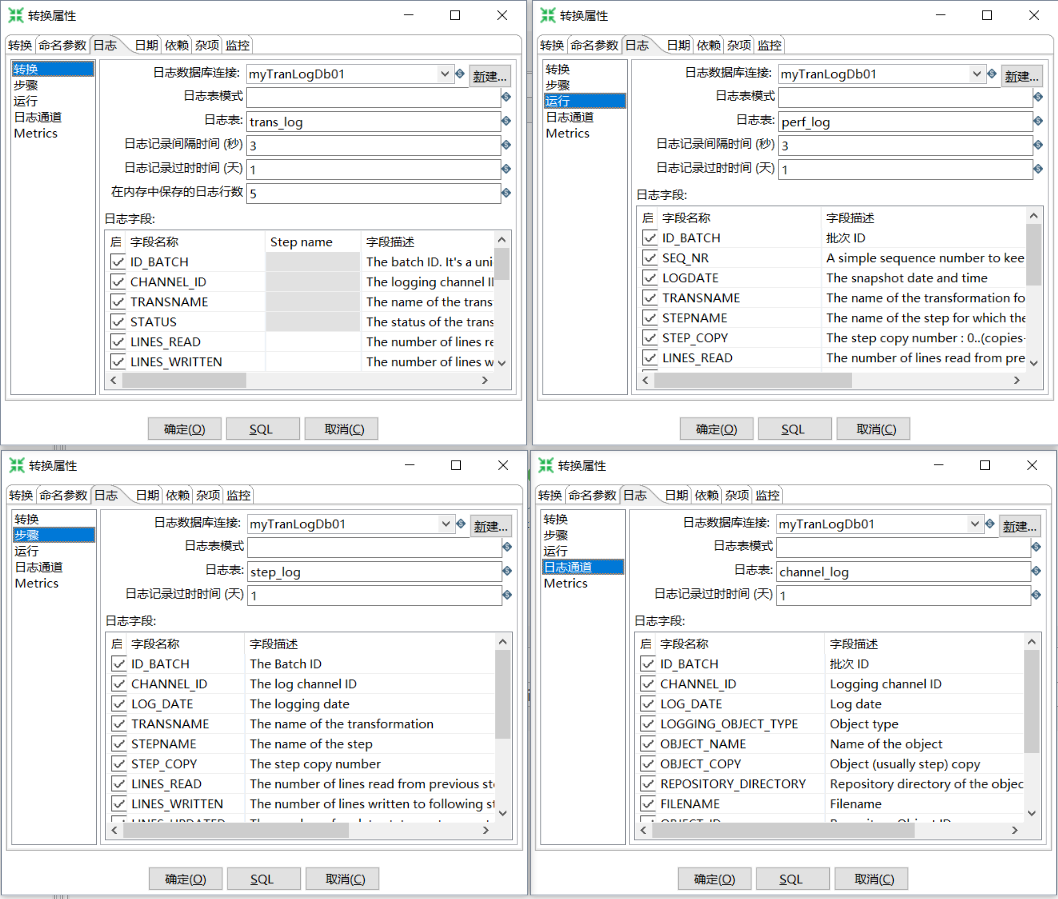 转换属性
转换 命名参数 日志 日期 依赖 杂项 监控
转换
步骤
运行
日志通道
Metrics
日志数据库连接: myTranLogDb01 新建...
日志表模式
日志表: trans_log
日志记录间隔时间 (秒) 3
日志记录过时时间 (天) 1
在内存中保存的日志行数 5
日志字段:
启 字段名称 Step name 字段描述
ID_BATCH The batch ID. It's a uni
CHANNEL_ID The logging channel I
TRANSNAME The name of the trans
STATUS The status of the trans
LINES_READ The number of lines re
LINES_WRITTEN The number of lines w
确定(O) SQL 取消(C)
转换属性
转换 命名参数 日志 日期 依赖 杂项 监控
转换
步骤
运行
日志通道
Metrics
日志数据库连接: myTranLogDb01 新建...
日志表模式
日志表: perf_log
日志记录间隔时间 (秒) 3
日志记录过时时间 (天) 1
日志字段:
启 字段名称 字段描述
ID_BATCH 批次 ID
SEQ_NR A simple sequence number to kee
LOGDATE The snapshot date and time
TRANSNAME The name of the transformation fo
STEPNAME The name of the step for which the
STEP_COPY The step copy number : 0..(copies-
LINES_READ The number of lines read from pre
确定(O) SQL 取消(C)
转换属性
转换 命名参数 日志 日期 依赖 杂项 监控
转换
步骤
运行
日志通道
Metrics
日志数据库连接: myTranLogDb01 新建...
日志表模式
日志表: step_log
日志记录过时时间 (天) 1
日志字段:
启 字段名称 字段描述
ID_BATCH The Batch ID
CHANNEL_ID The log channel ID
LOG_DATE The logging date
TRANSNAME The name of the transformation
STEPNAME The name of the step
STEP_COPY The step copy number
LINES_READ The number of lines read from previous st
LINES_WRITTEN The number of lines written to following st
确定(O) SQL 取消(C)
转换属性
转换 命名参数 日志 日期 依赖 杂项 监控
转换
步骤
运行
日志通道
Metrics
日志数据库连接: myTranLogDb01 新建...
日志表模式
日志表: channel_log
日志记录过时时间 (天) 1
日志字段:
启 字段名称 字段描述
ID_BATCH 批次 ID
CHANNEL_ID Logging channel ID
LOG_DATE Log date
LOGGING_OBJECT_TYPE Object type
OBJECT_NAME Name of the object
OBJECT_COPY Object (usually step) copy
REPOSITORY_DIRECTORY Repository directory of the objec
FILENAME Filename
确定(O) SQL 取消(C)